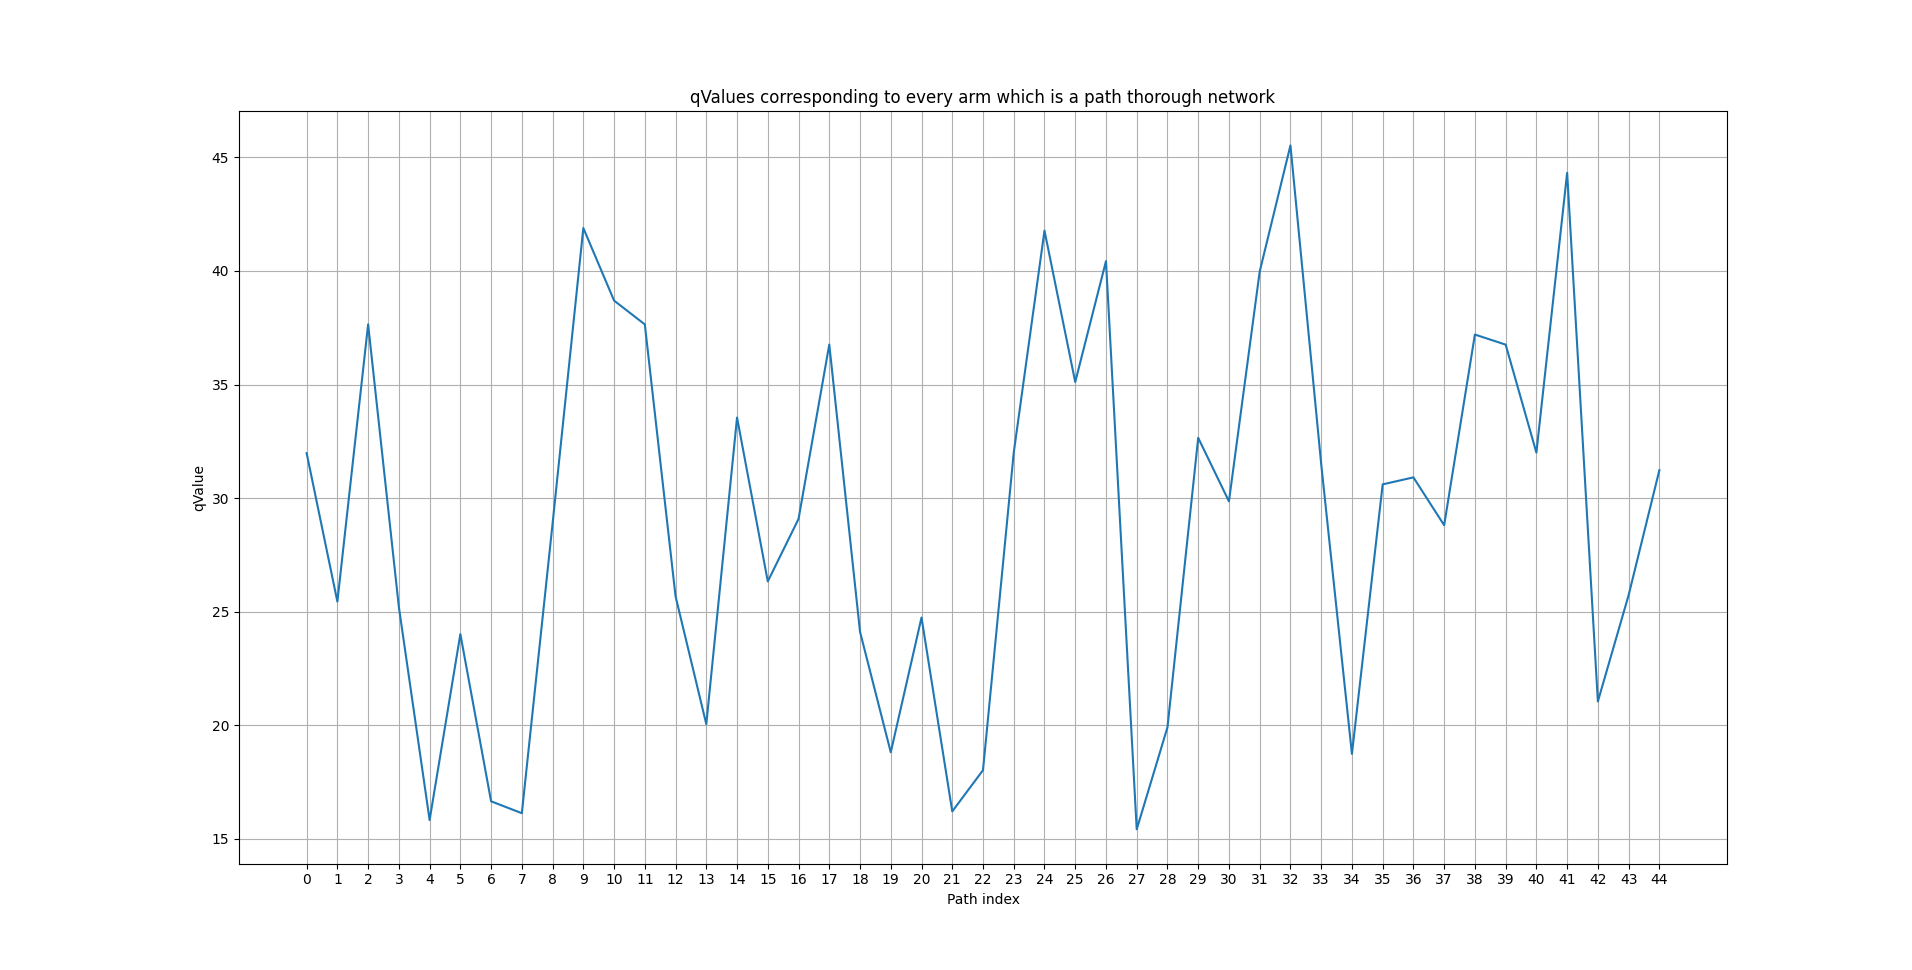 qValues corresponding to every arm which is a path thorough network
45
40
35
30
25
20
15
qValue
0 1 2 3 4 5 6 7 8 9 10 11 12 13 14 15 16 17 18 19 20 21 22 23 24 25 26 27 28 29 30 31 32 33 34 35 36 37 38 39 40 41 42 43 44
Path index